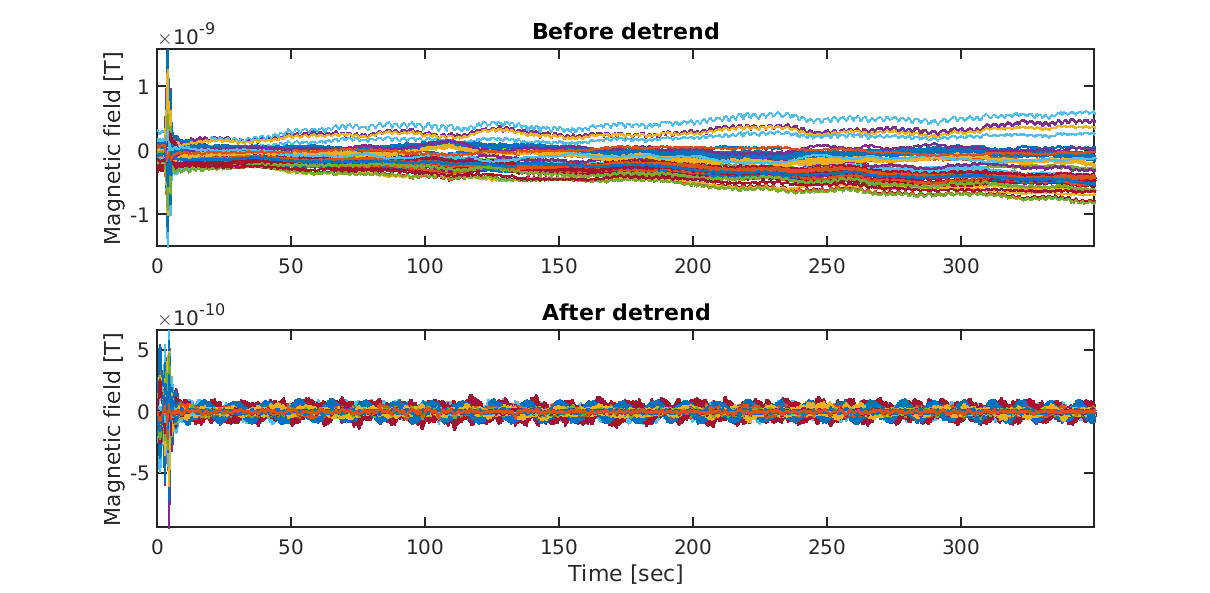 Before detrend
×10-9
Magnetic field [T]
1
0
-1
0 50 100 150 200 250 300
After detrend
×10-10
Magnetic field [T]
5
0
-5
0 50 100 150 200 250 300
Time [sec]